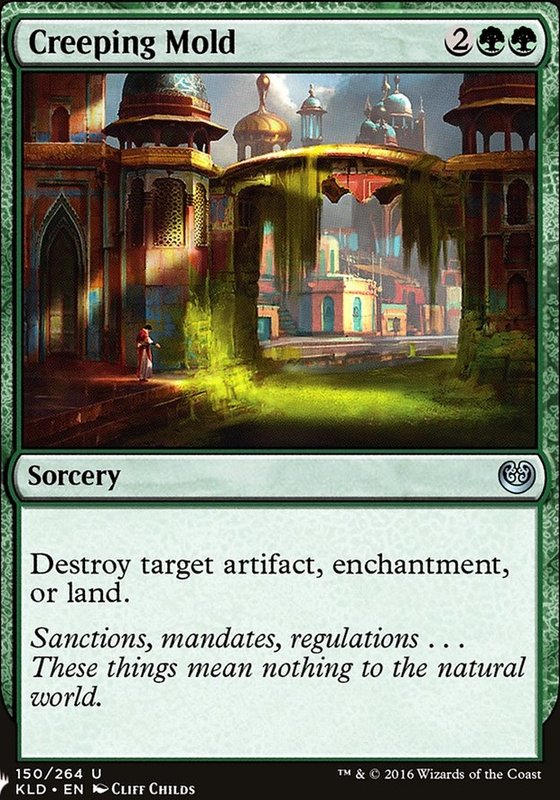 Creeping Mold 2
Sorcery
Destroy target artifact, enchantment,
or land.
Sanctions, mandates, regulations . . .
These things mean nothing to the natural
world.
150/264 U
KLD • EN Cliff Childs
™ & © 2016 Wizards of the Coast